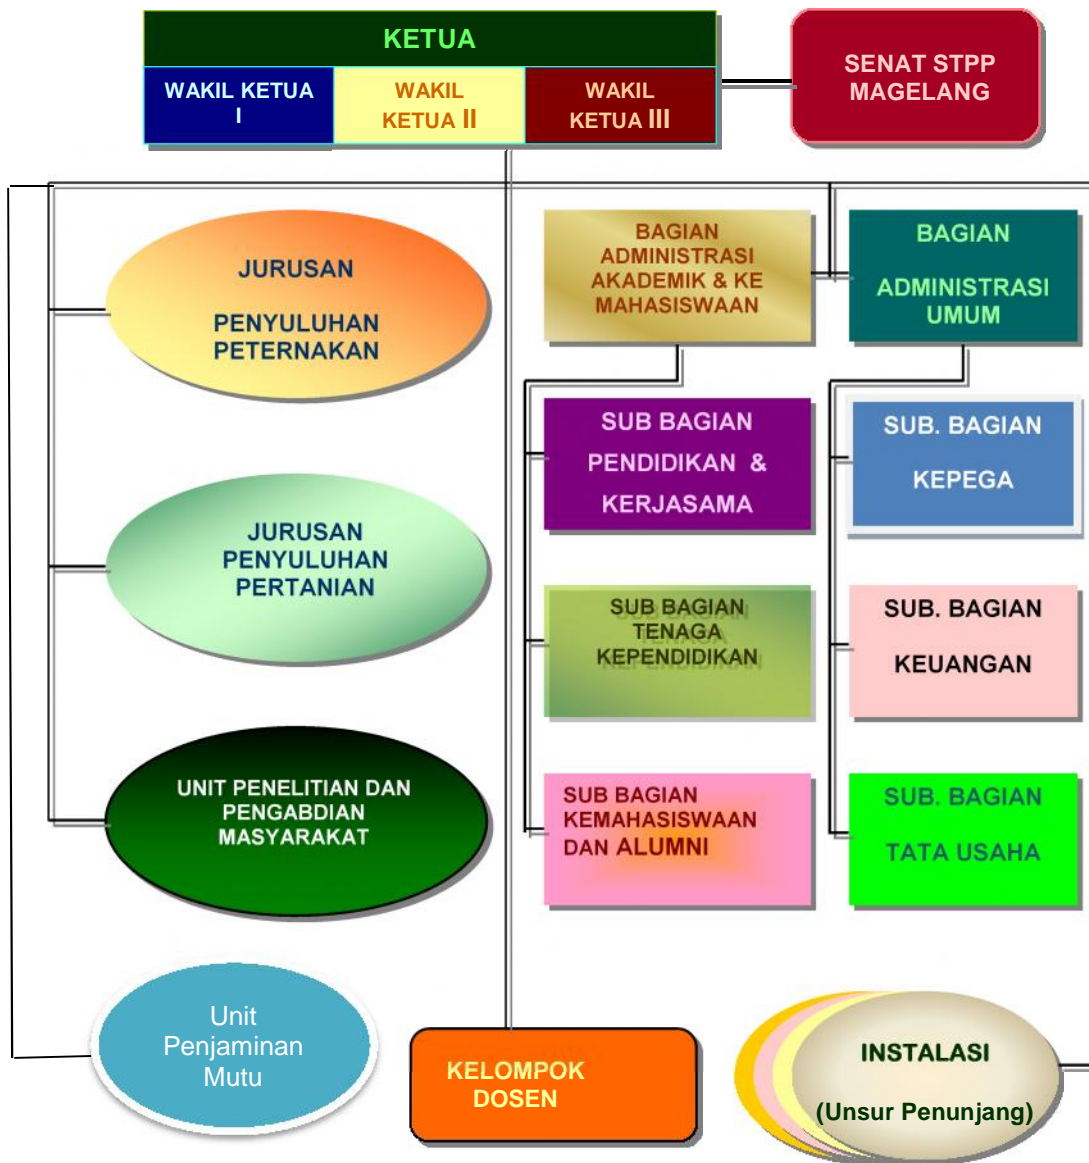 KETUA
WAKIL KETUA
I
WAKIL
KETUA II
WAKIL
KETUA III
SENAT STPP
MAGELANG
JURUSAN
PENYULUHAN
PETERNAKAN
BAGIAN
ADMINISTRASI
AKADEMIK & KE
MAHASISWAAN
BAGIAN
ADMINISTRASI
UMUM
SUB BAGIAN
PENDIDIKAN &
KERJASAMA
SUB. BAGIAN
KEPEGA
JURUSAN
PENYULUHAN
PERTANIAN
SUB BAGIAN
TENAGA
KEPENDIDIKAN
SUB. BAGIAN
KEUANGAN
UNIT PENELITIAN DAN
PENGABDIAN
MASYARAKAT
SUB BAGIAN
KEMAHASISWAAN
DAN ALUMNI
SUB. BAGIAN
TATA USAHA
Unit
Penjaminan
Mutu
KELOMPOK
DOSEN
INSTALASI
(Unsur Penunjang)